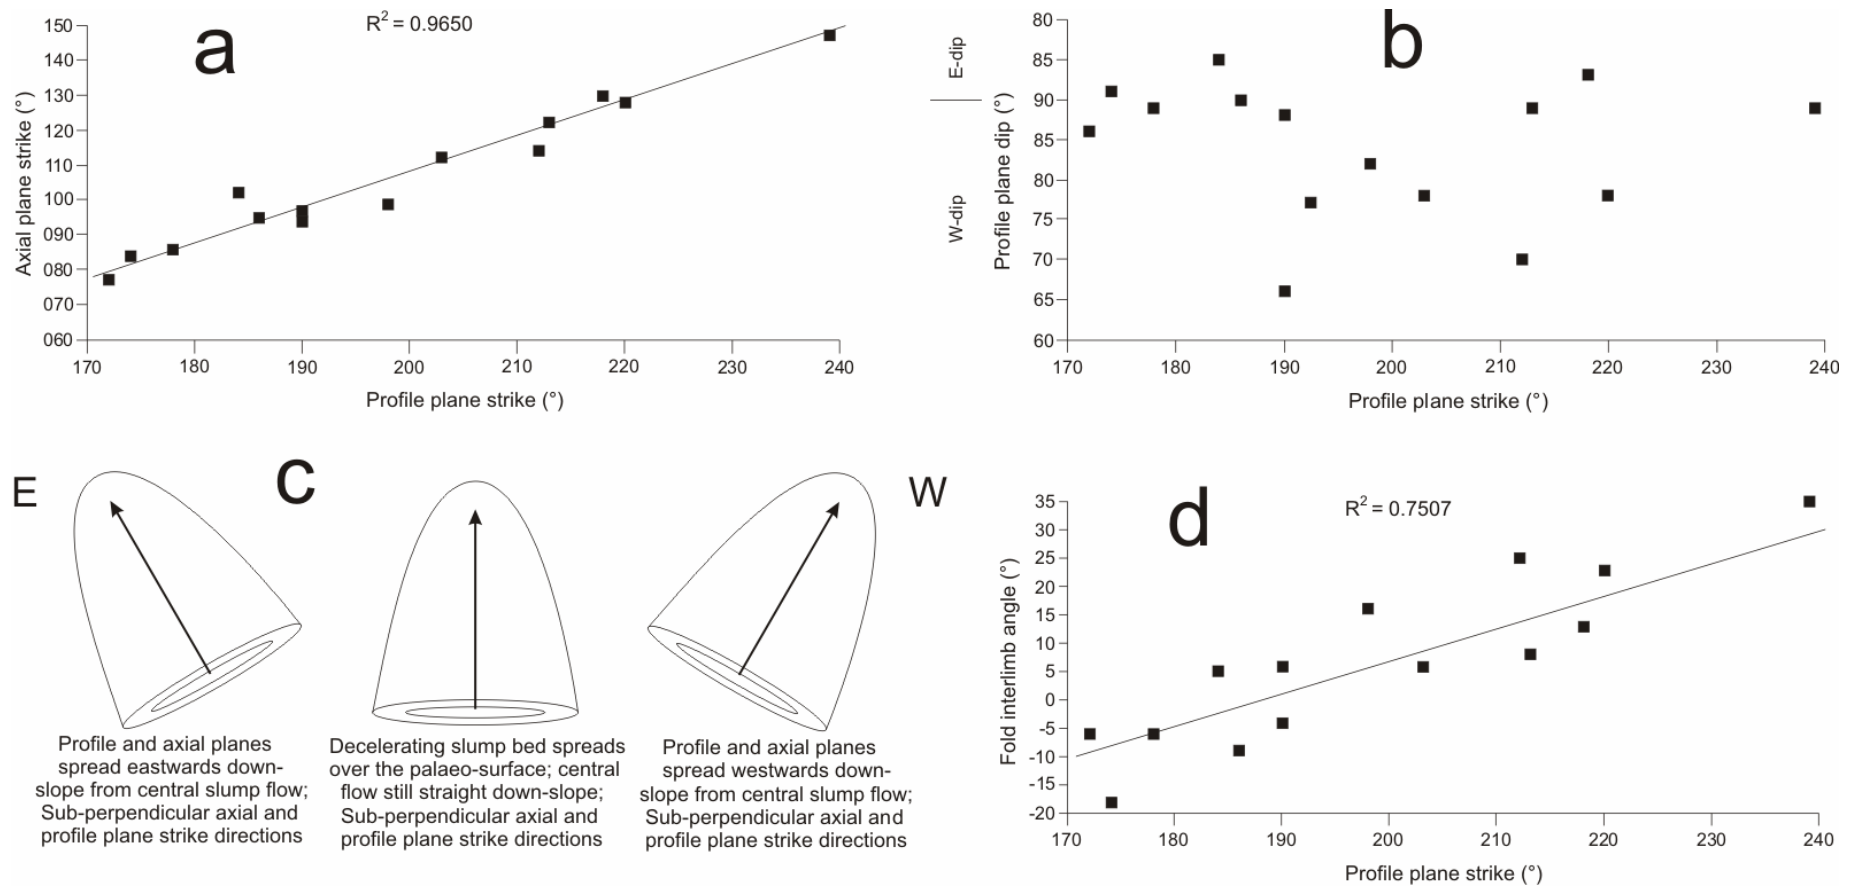 a
R² = 0.9650
150
140
130
120
110
100
090
080
070
060
Axial plane strike (°)
170
180
190
200
210
220
230
240
Profile plane strike (°)
b
E-dip
W-dip
80
85
90
85
80
75
70
65
60
Profile plane dip (°)
170
180
190
200
210
220
230
240
Profile plane strike (°)
c
E
W
Profile and axial planes
spread eastwards down-
slope from central slump flow;
Sub-perpendicular axial and
profile plane strike directions
Decelerating slump bed spreads
over the palaeo-surface; central
flow still straight down-slope;
Sub-perpendicular axial and
profile plane strike directions
Profile and axial planes
spread westwards down-
slope from central slump flow;
Sub-perpendicular axial and
profile plane strike directions
d
R² = 0.7507
35
30
25
20
15
10
5
0
-5
-10
-15
-20
Fold interlimb angle (°)
170
180
190
200
210
220
230
240
Profile plane strike (°)